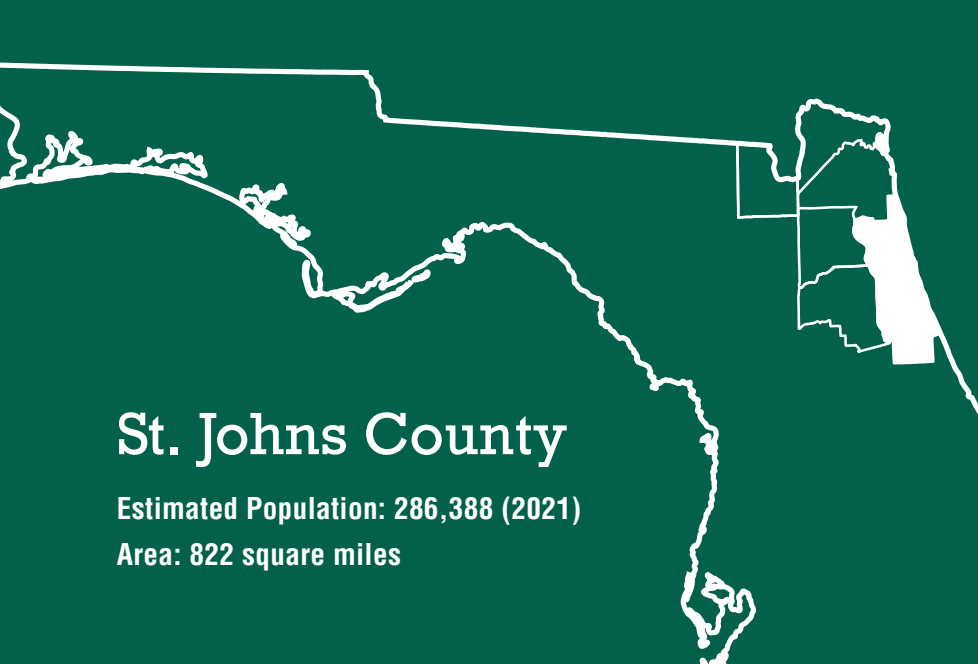 St. Johns County
Estimated Population: 286,388 (2021)
Area: 822 square miles